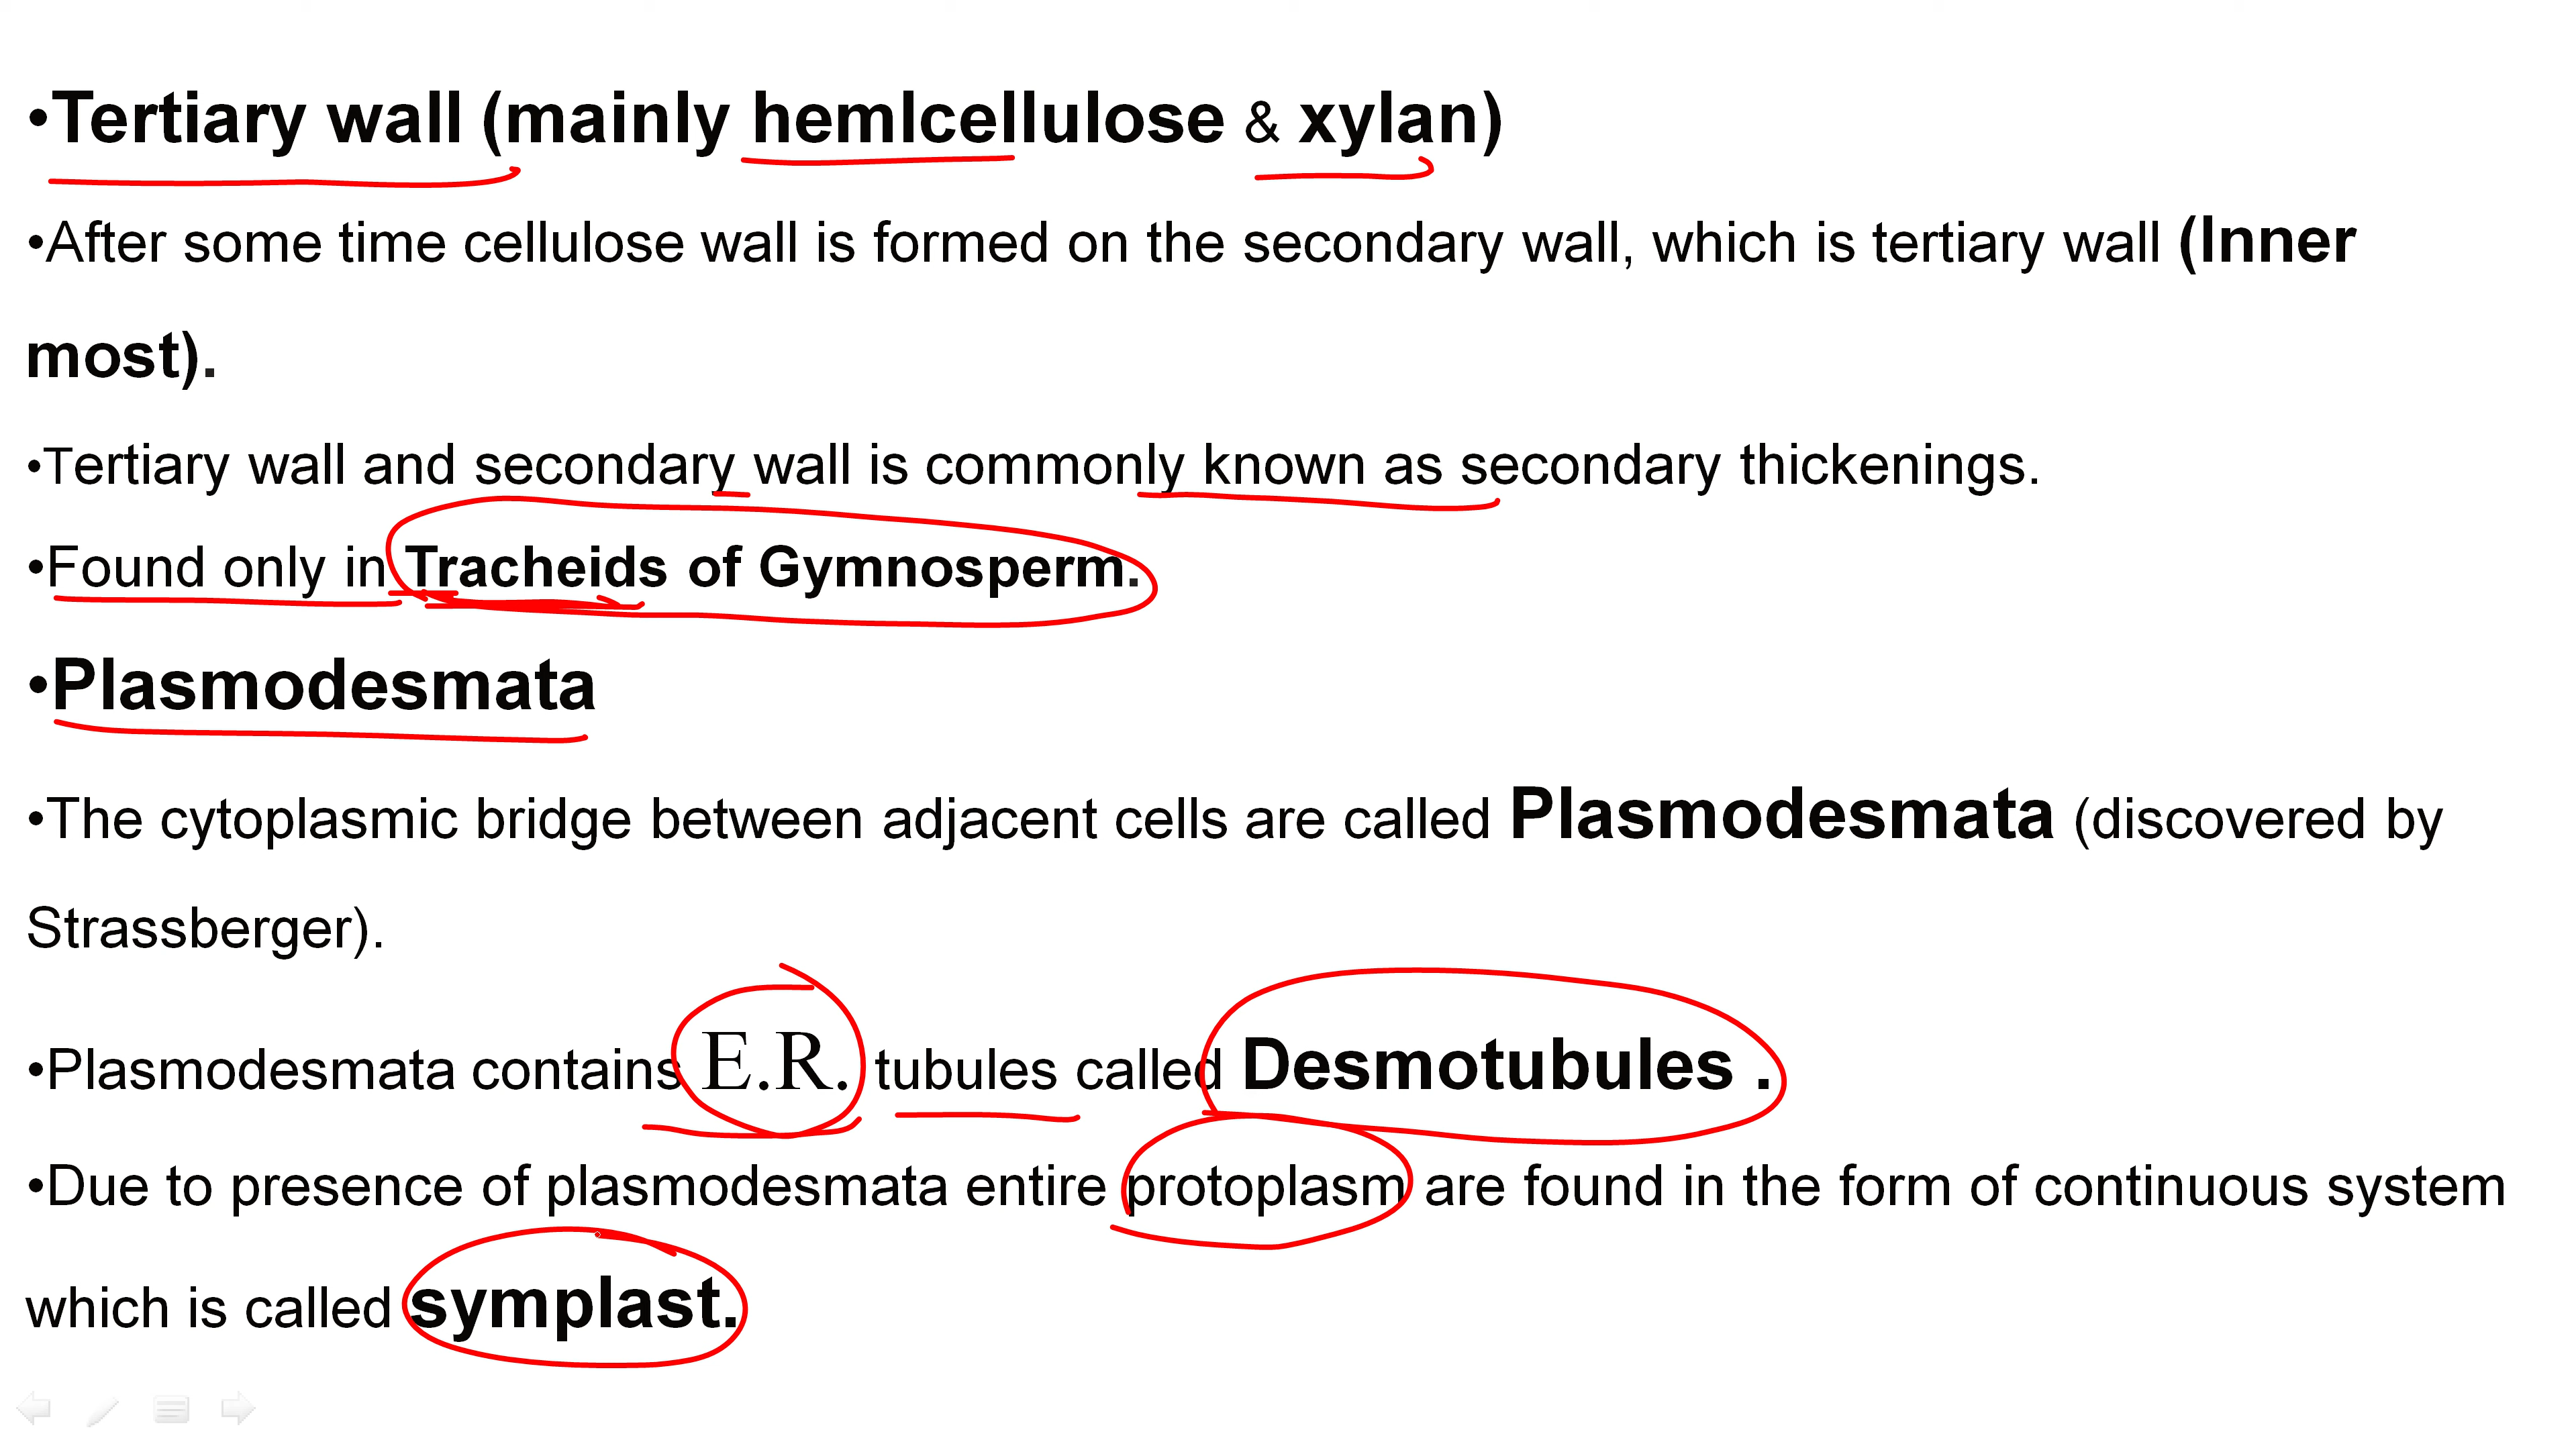 •Tertiary wall (mainly hemlcellulose & xylan)
•After some time cellulose wall is formed on the secondary wall, which is tertiary wall (Inner
most).
•Tertiary wall and secondary wall is commonly known as secondary thickenings.
•Found only in Tracheids of Gymnosperm.
•Plasmodesmata
•The cytoplasmic bridge between adjacent cells are called Plasmodesmata (discovered by
Strassberger).
•Plasmodesmata contains E.R. tubules called Desmotubules .
•Due to presence of plasmodesmata entire protoplasm are found in the form of continuous system
which is called symplast.